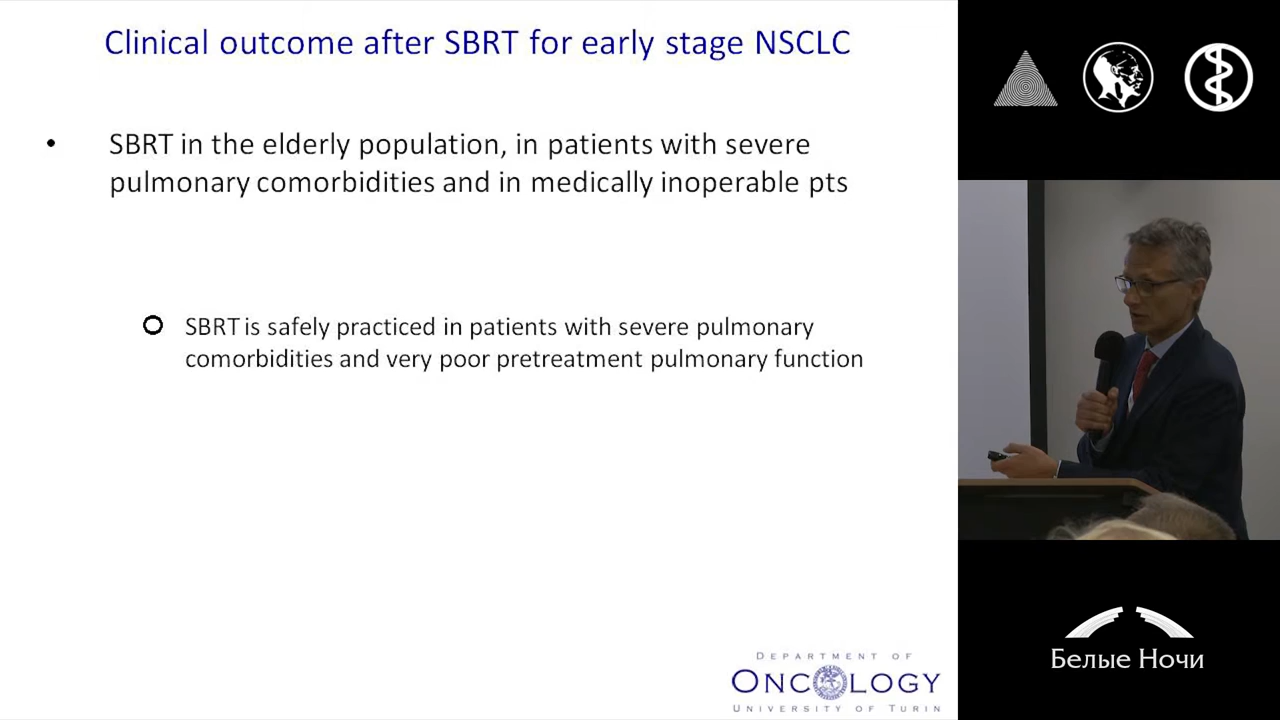 Clinical outcome after SBRT for early stage NSCLC
• SBRT in the elderly population, in patients with severe
pulmonary comorbidities and in medically inoperable pts
SBRT is safely practiced in patients with severe pulmonary
comorbidities and very poor pretreatment pulmonary function
DEPARTMENT OF
ONCOLOGY
UNIVERSITY OF TURIN
Белые Ночи